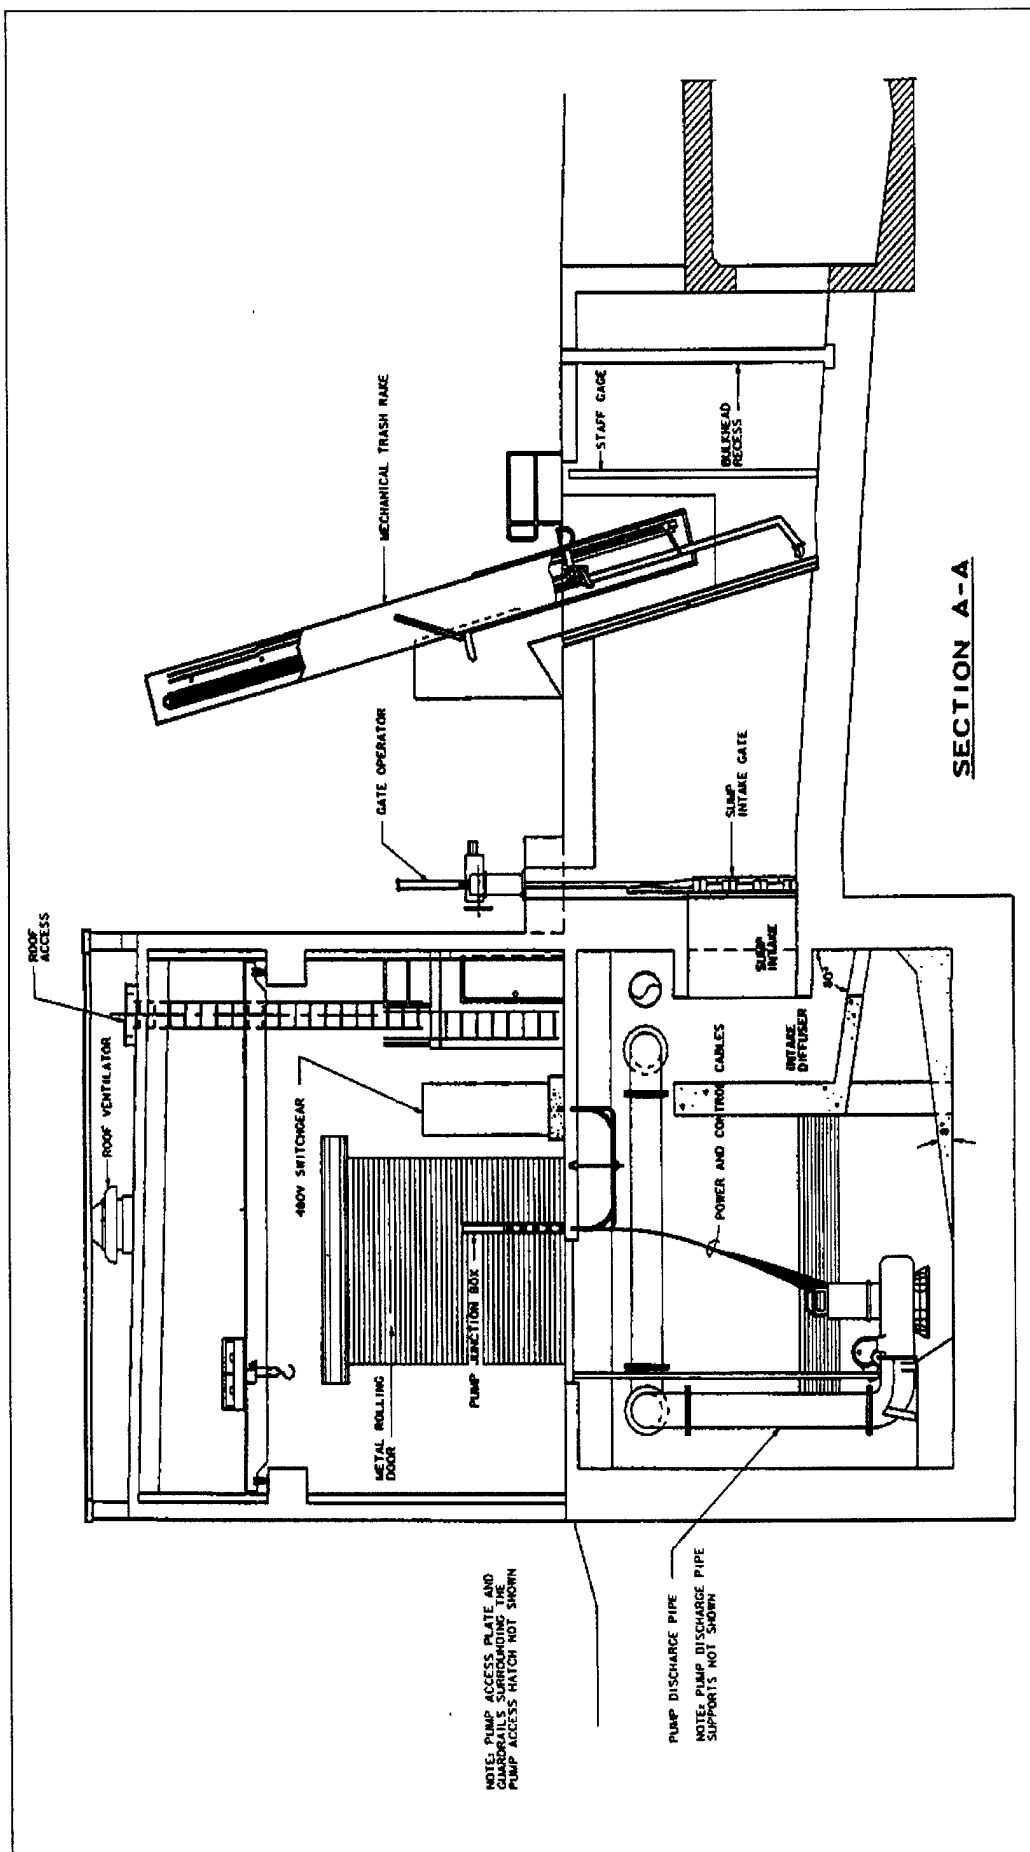 ROOF
ACCESS
ROOF VENTILATOR
480V SWITCHGEAR
METAL ROLLING
DOOR
PUMP JUNCTION BOX
NOTE: PUMP ACCESS PLATE AND
GUARDRAILS SURROUNDING THE
PUMP ACCESS HATCH NOT SHOWN
PUMP DISCHARGE PIPE
NOTE: PUMP DISCHARGE PIPE
SUPPORTS NOT SHOWN
POWER AND CONTROL CABLES
INTAKE
DIFFUSER
SUMP
INTAKE
8°
GATE OPERATOR
SUMP
INTAKE GATE
MECHANICAL TRASH RAKE
STAFF GAGE
BULKHEAD
RECESS
SECTION A-A